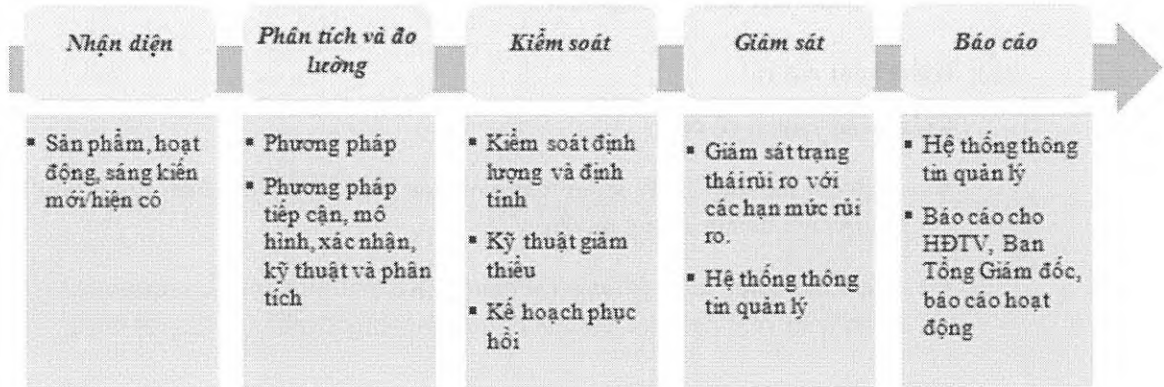 Nhận diện
▪ Sản phẩm, hoạt
động, sáng kiến
mới/hiện có
Phân tích và đo
lường
▪ Phương pháp
▪ Phương pháp
tiếp cận, mô
hình, xác nhận,
kỹ thuật và phân
tích
Kiểm soát
▪ Kiểm soát định
lượng và định
tính
▪ Kỹ thuật giảm
thiểu
▪ Kế hoạch phục
hồi
Giám sát
▪ Giám sát trạng
thái rủi ro với
các hạn mức rủi
ro.
▪ Hệ thống thông
tin quản lý
Báo cáo
▪ Hệ thống thông
tin quản lý
▪ Báo cáo cho
HĐTV, Ban
Tổng Giám đốc,
báo cáo hoạt
động